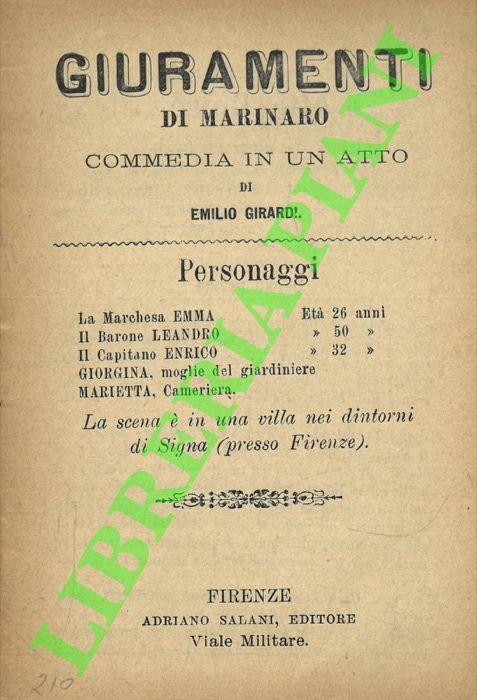 GIURAMENTI
DI MARINARO
COMMEDIA IN UN ATTO
DI
EMILIO GIRARDI.
Personaggi
La Marchesa EMMA Età 26 anni
Il Barone LEANDRO » 50 »
Il Capitano ENRICO » 32 »
GIORGINA, moglie del giardiniere
MARIETTA, Cameriera.
La scena è in una villa nei dintorni
di Signa (presso Firenze).
FIRENZE
ADRIANO SALANI, EDITORE
Viale Militare.
210
LIBRERIA PIANI